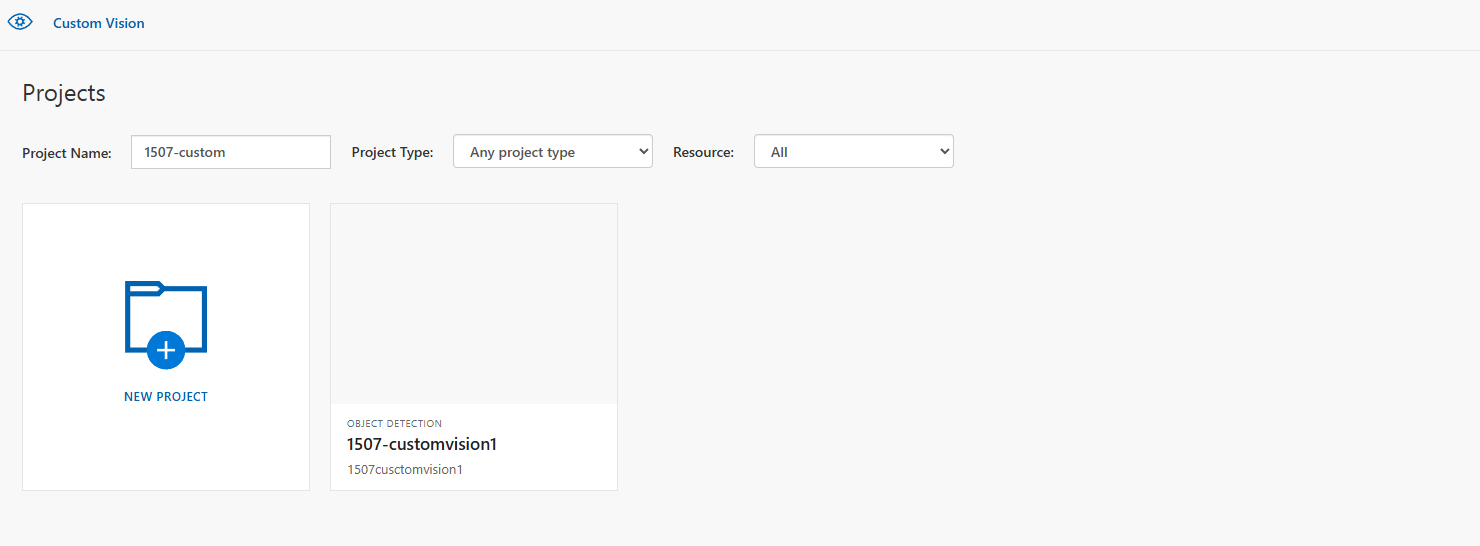 Custom Vision
Projects
Project Name: 1507-custom Project Type: Any project type Resource: All
NEW PROJECT
OBJECT DETECTION
1507-customvision1
1507cusctomvision1